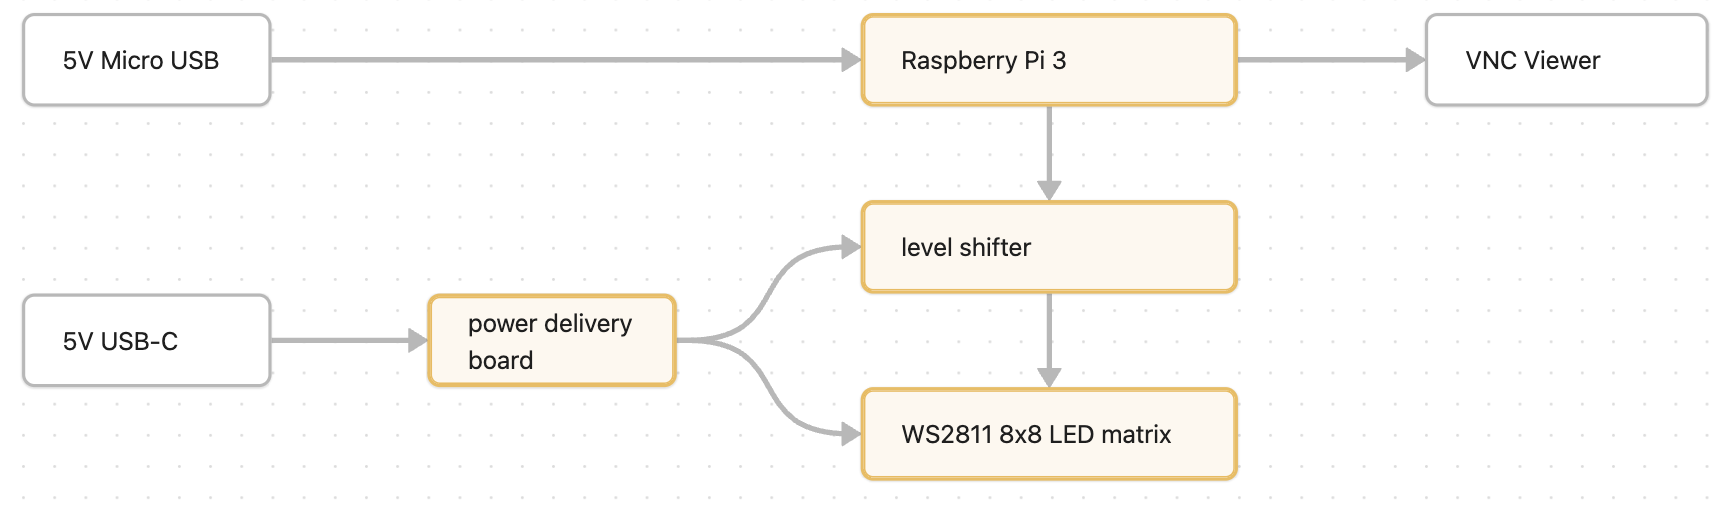 5V Micro USB
Raspberry Pi 3
VNC Viewer
level shifter
5V USB-C
power delivery
board
WS2811 8x8 LED matrix